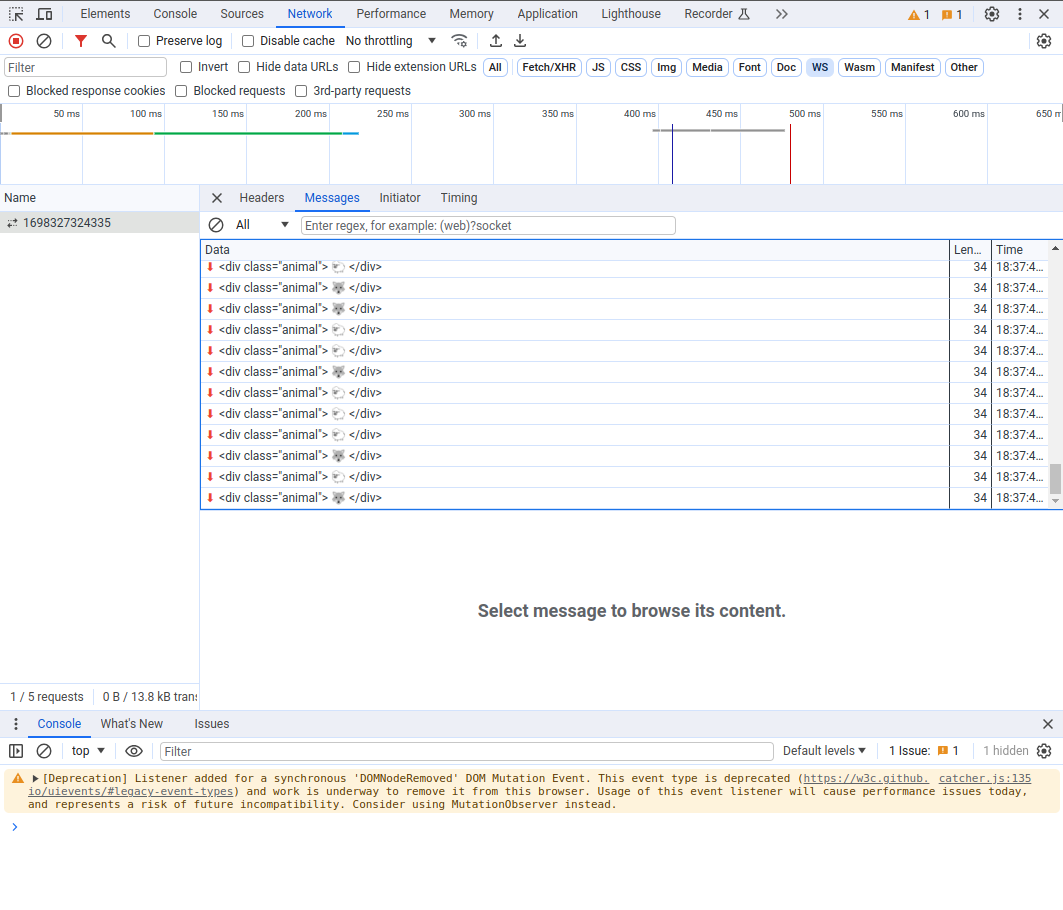 Elements Console Sources Network Performance Memory Application Lighthouse Recorder 1 1
Preserve log Disable cache No throttling
Filter Invert Hide data URLs Hide extension URLs All Fetch/XHR JS CSS Img Media Font Doc WS Wasm Manifest Other
Blocked response cookies Blocked requests 3rd-party requests
50 ms 100 ms 150 ms 200 ms 250 ms 300 ms 350 ms 400 ms 450 ms 500 ms 550 ms 600 ms 650 m
Name
1698327324335
Headers Messages Initiator Timing
All Enter regex, for example: (web)?socket
Data Len... Time
<div class="animal"> 🐑 </div> 34 18:37:4...
<div class="animal"> 🐺 </div> 34 18:37:4...
<div class="animal"> 🐺 </div> 34 18:37:4...
<div class="animal"> 🐑 </div> 34 18:37:4...
<div class="animal"> 🐑 </div> 34 18:37:4...
<div class="animal"> 🐺 </div> 34 18:37:4...
<div class="animal"> 🐑 </div> 34 18:37:4...
<div class="animal"> 🐑 </div> 34 18:37:4...
<div class="animal"> 🐑 </div> 34 18:37:4...
<div class="animal"> 🐺 </div> 34 18:37:4...
<div class="animal"> 🐑 </div> 34 18:37:4...
<div class="animal"> 🐺 </div> 34 18:37:4...
Select message to browse its content.
1 / 5 requests 0 B / 13.8 kB trans
Console What's New Issues
top Filter Default levels 1 Issue: 1 1 hidden
[Deprecation] Listener added for a synchronous 'DOMNodeRemoved' DOM Mutation Event. This event type is deprecated (https://w3c.github. catcher.js:135
io/uievents/#legacy-event-types) and work is underway to remove it from this browser. Usage of this event listener will cause performance issues today,
and represents a risk of future incompatibility. Consider using MutationObserver instead.